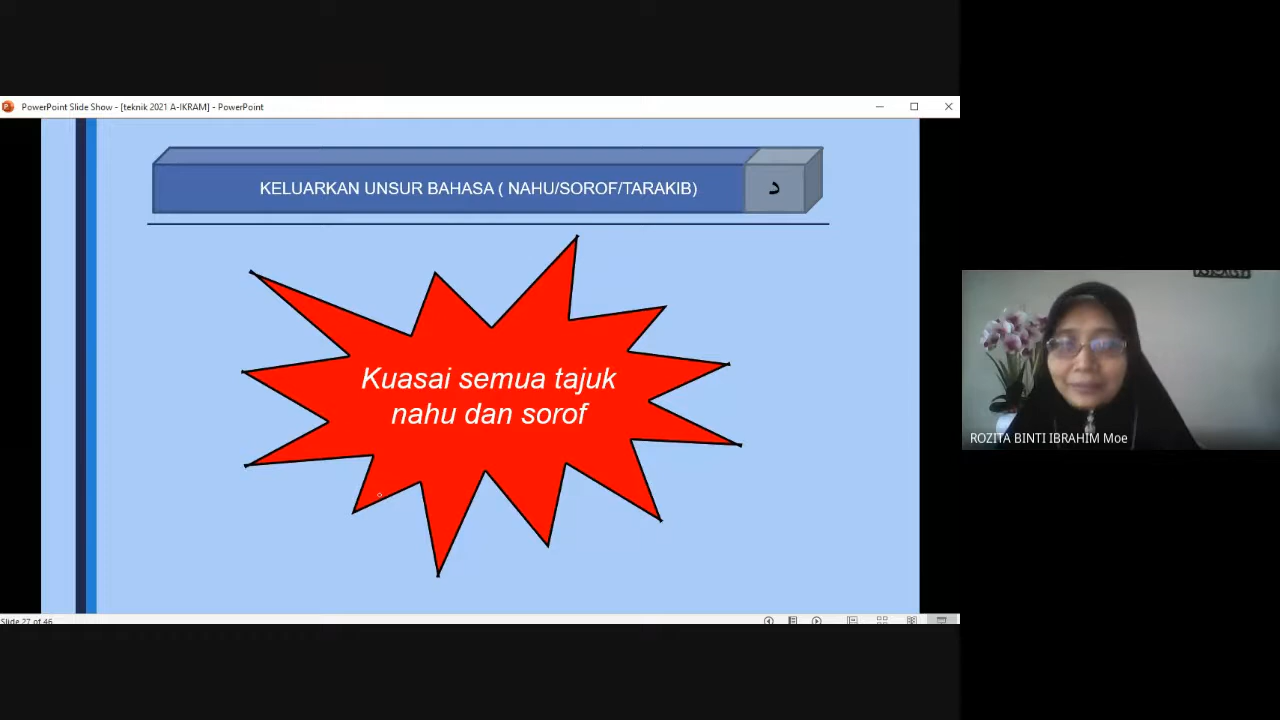 PowerPoint Slide Show - [teknik 2021 A-IKRAM] - PowerPoint
KELUARKAN UNSUR BAHASA ( NAHU/SOROF/TARAKIB)
د
Kuasai semua tajuk
nahu dan sorof
ROZITA BINTI IBRAHIM Moe
Slide 27 of 46